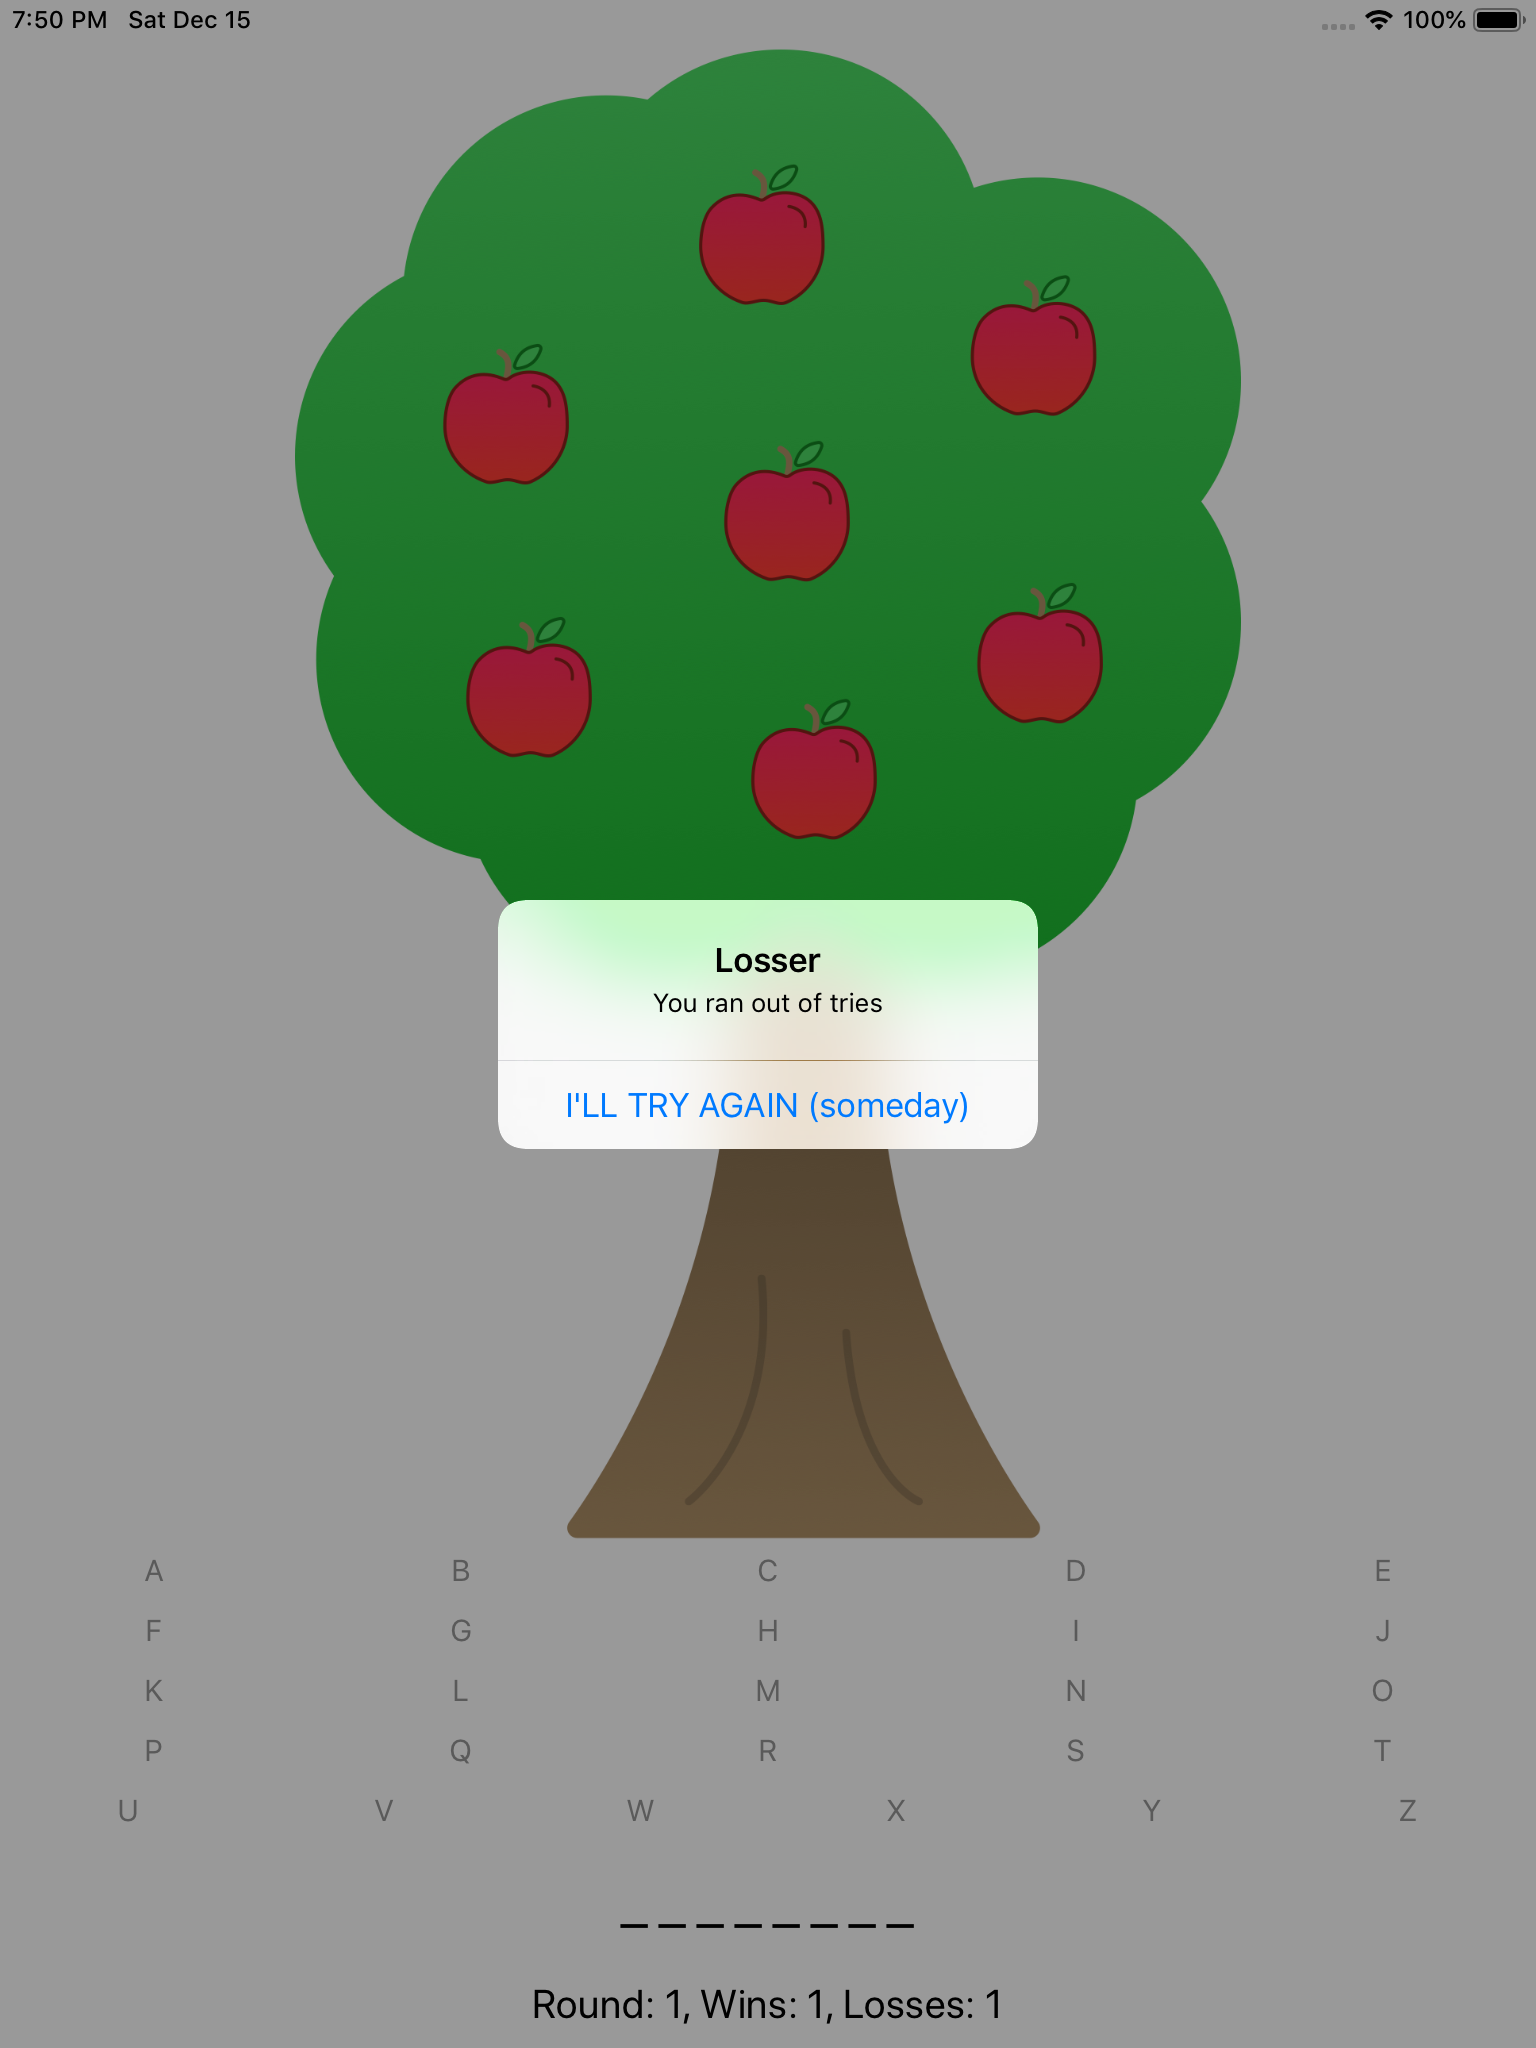 7:50 PM Sat Dec 15 100%
Losser
You ran out of tries
I'LL TRY AGAIN (someday)
A B C D E
F G H I J
K L M N O
P Q R S T
U V W X Y Z
_ _ _ _ _ _ _ _
Round: 1, Wins: 1, Losses: 1